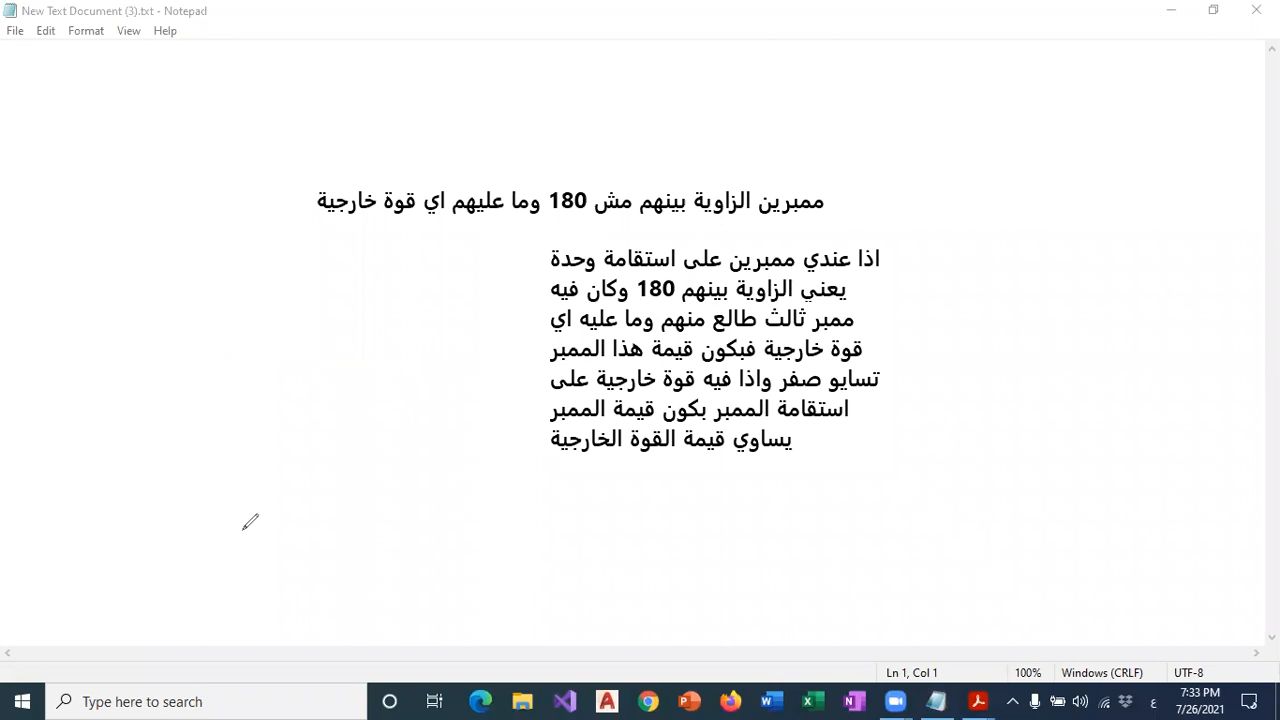 New Text Document (3).txt - Notepad
File Edit Format View Help
ممبرين الزاوية بينهم مش 180 وما عليهم اي قوة خارجية
اذا عندي ممبرين على استقامة وحدة
يعني الزاوية بينهم 180 وكان فيه
ممبر ثالث طالع منهم وما عليه اي
قوة خارجية فبكون قيمة هذا الممبر
تسايو صفر واذا فيه قوة خارجية على
استقامة الممبر بكون قيمة الممبر
يساوي قيمة القوة الخارجية
Ln 1, Col 1 100% Windows (CRLF) UTF-8
Type here to search
ع
7:33 PM
7/26/2021